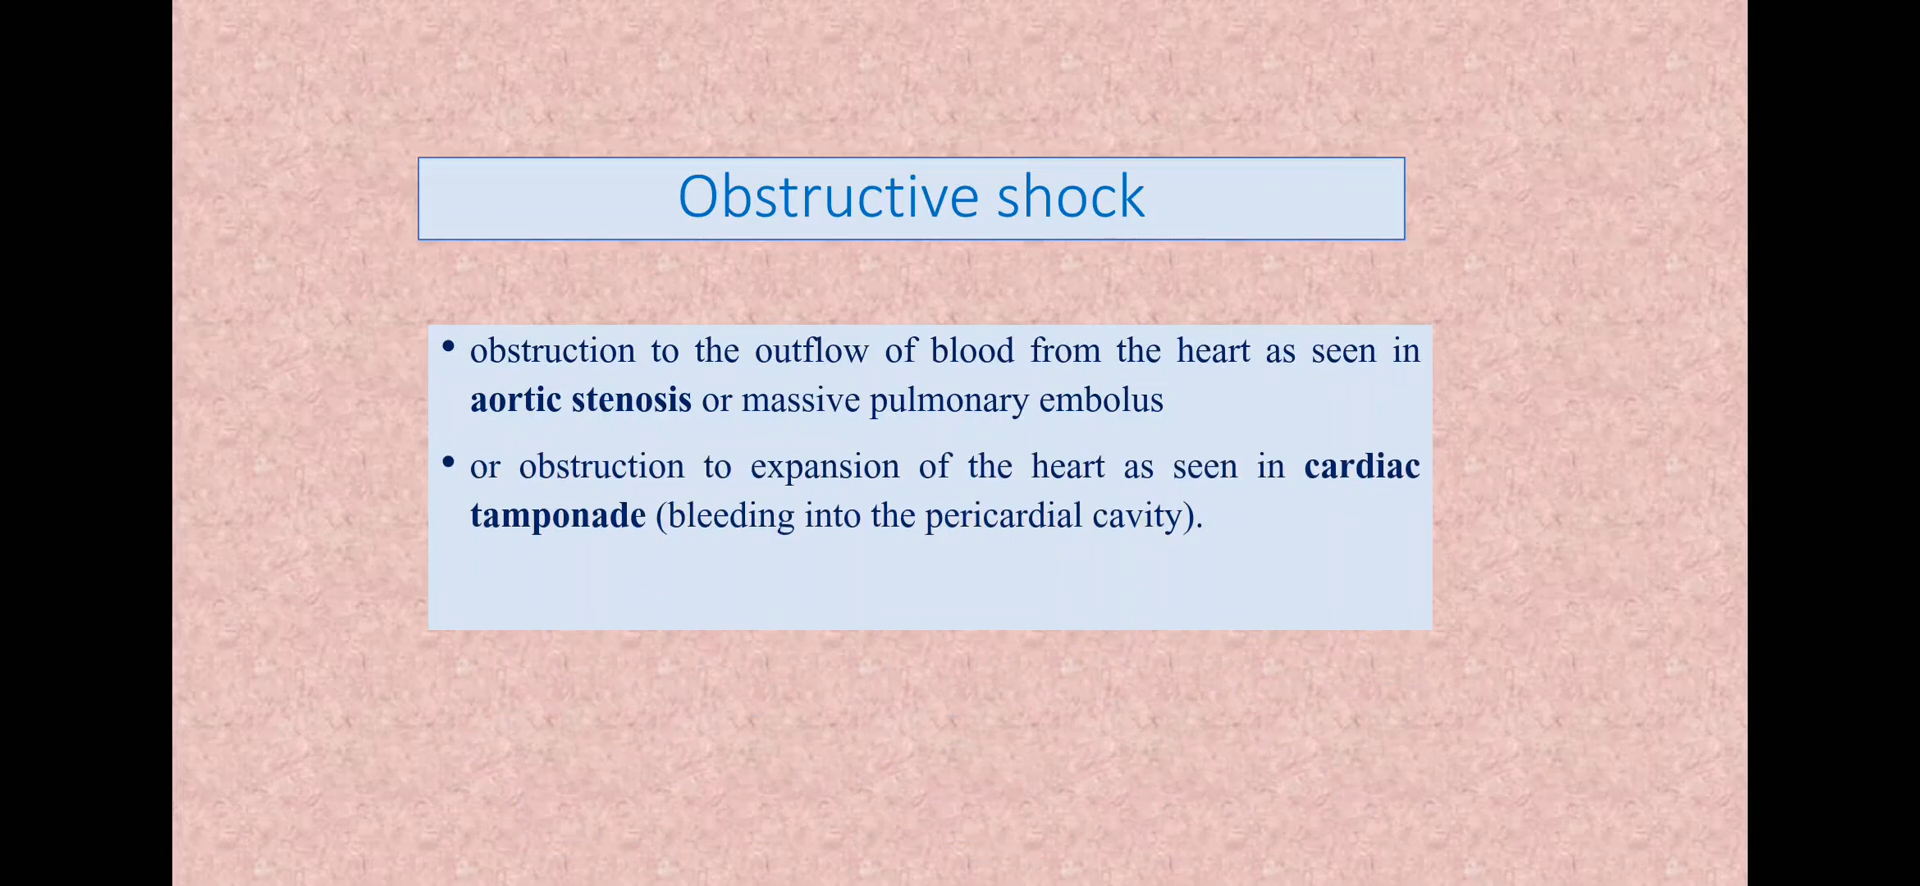 Obstructive shock
• obstruction to the outflow of blood from the heart as seen in
aortic stenosis or massive pulmonary embolus
• or obstruction to expansion of the heart as seen in cardiac
tamponade (bleeding into the pericardial cavity).